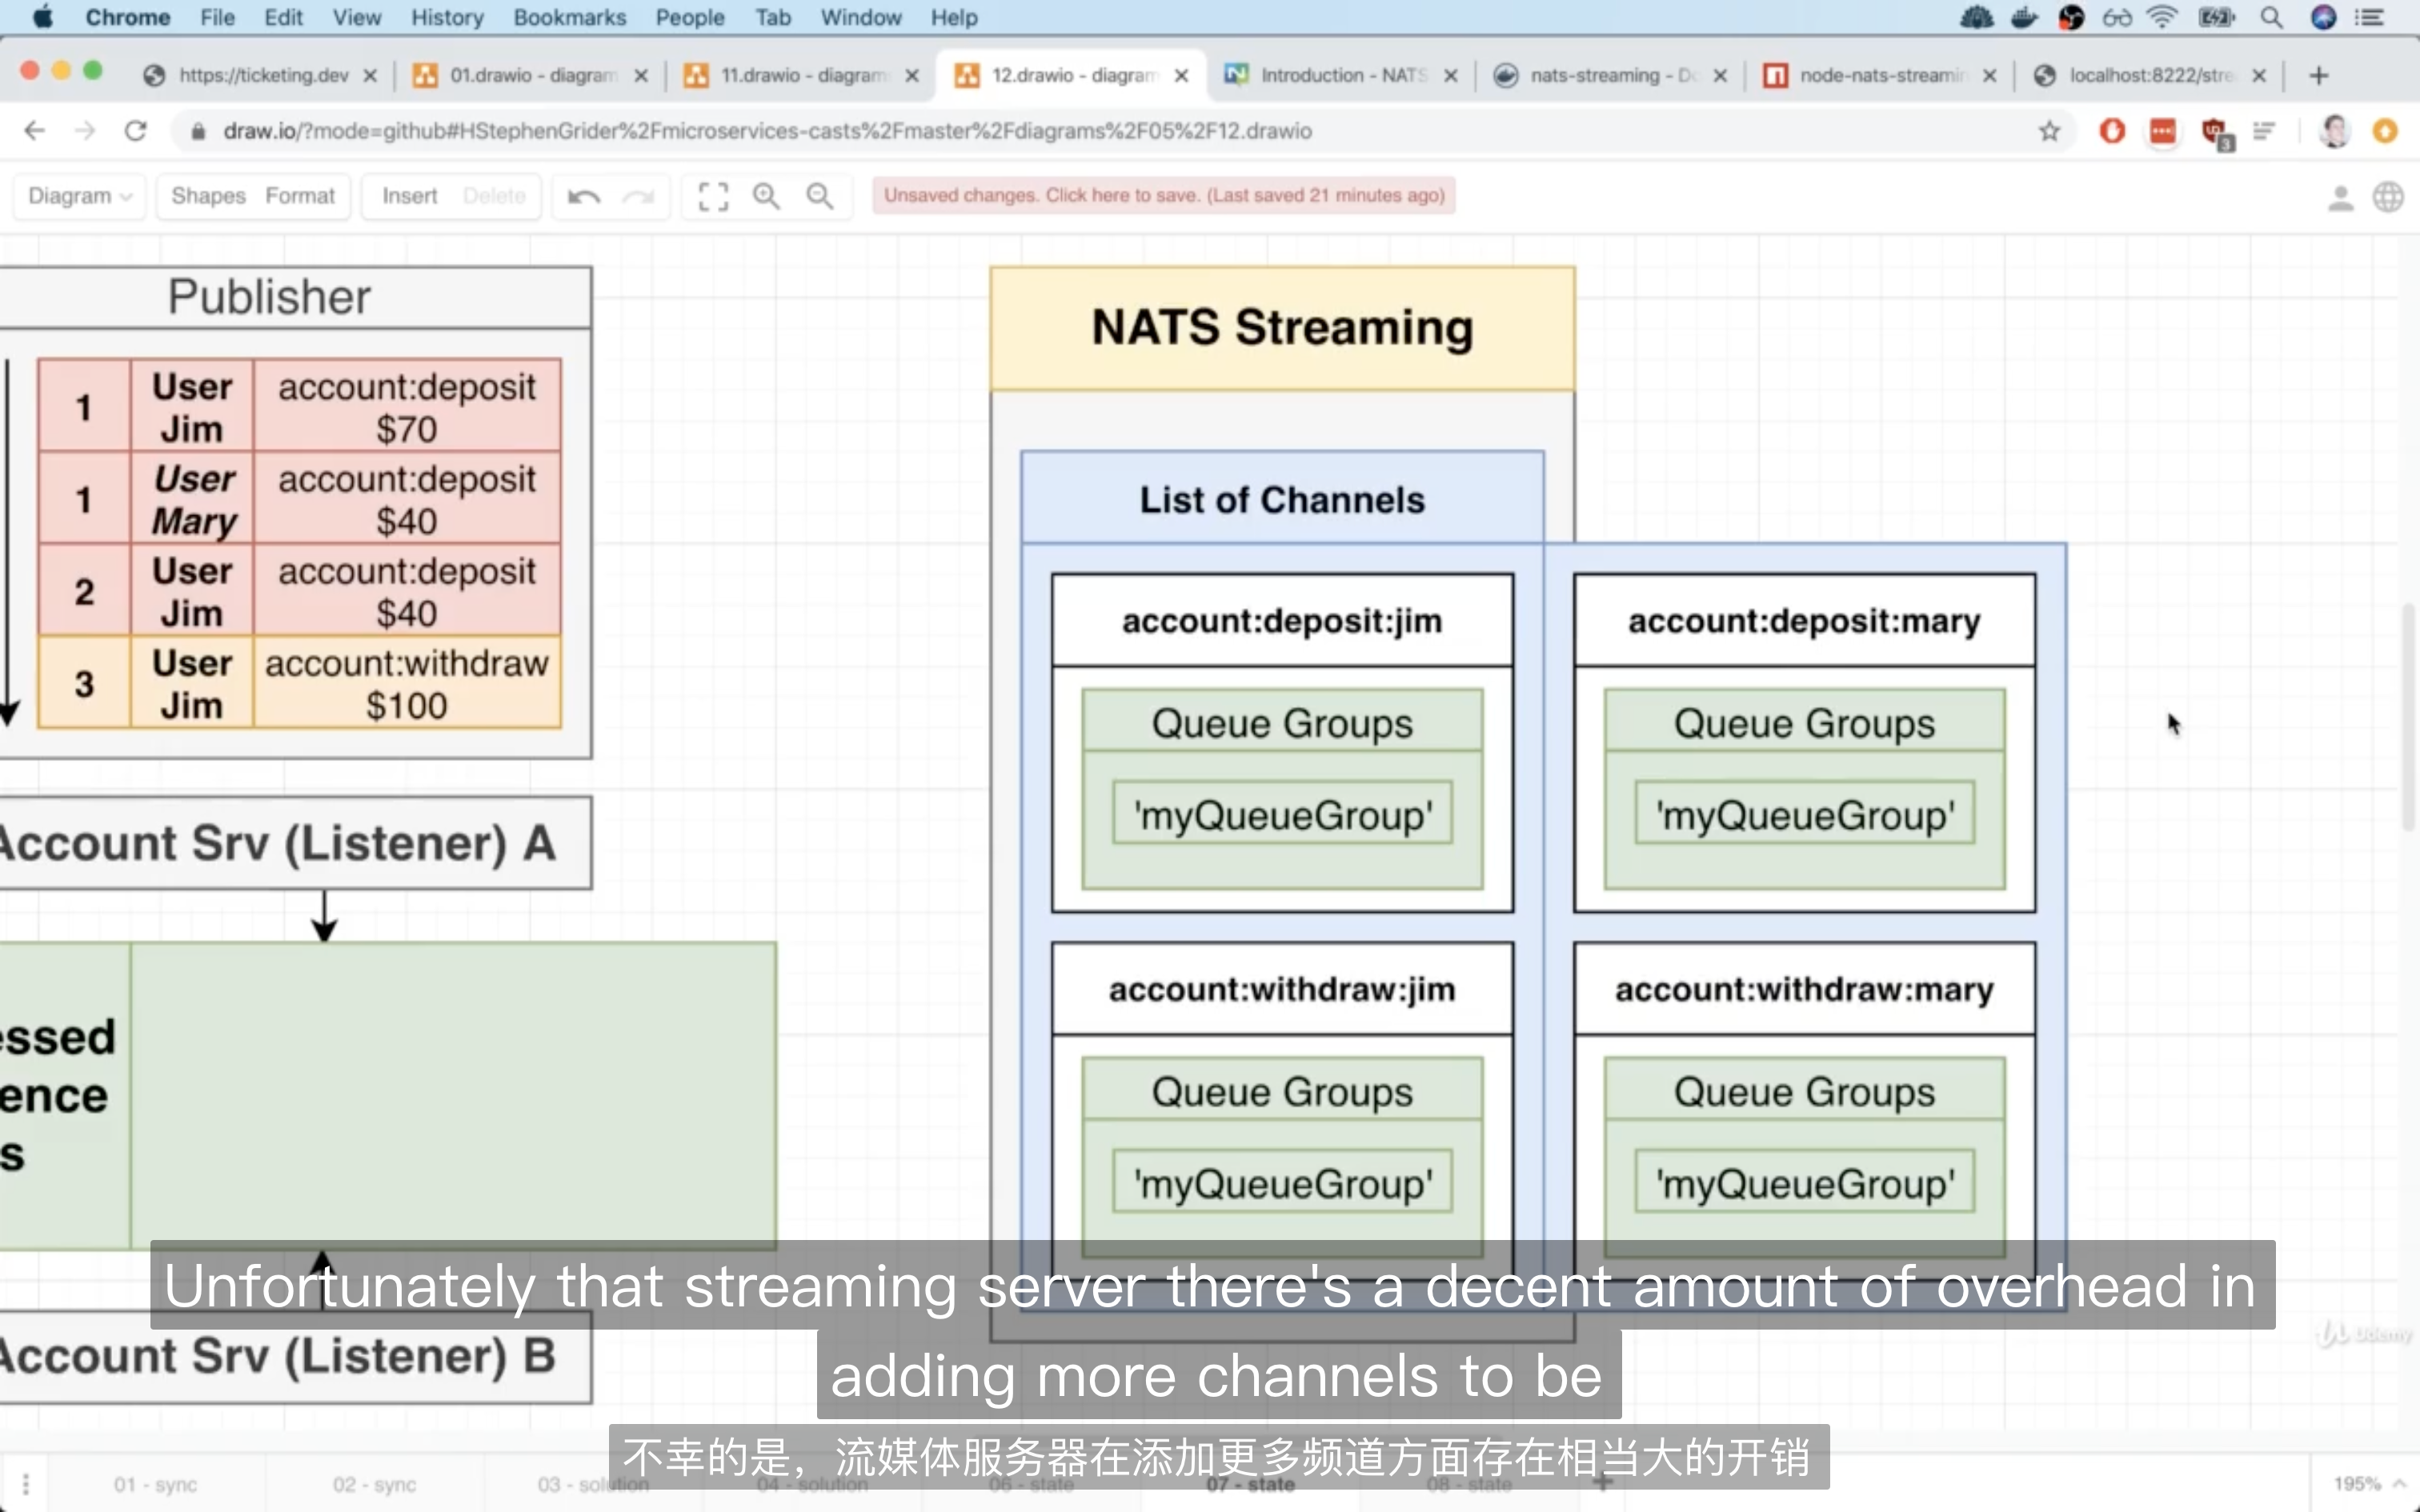 Chrome File Edit View History Bookmarks People Tab Window Help
https://ticketing.dev 01.drawio - diagram 11.drawio - diagram 12.drawio - diagram Introduction - NATS nats-streaming - Do node-nats-streamin localhost:8222/stre
draw.io/?mode=github#HStephenGrider%2Fmicroservices-casts%2Fmaster%2Fdiagrams%2F05%2F12.drawio
3
Diagram Shapes Format Insert Delete Unsaved changes. Click here to save. (Last saved 21 minutes ago)
Publisher
1 User Jim account:deposit $70
1 User Mary account:deposit $40
2 User Jim account:deposit $40
3 User Jim account:withdraw $100
Account Srv (Listener) A
essed
ence
s
Account Srv (Listener) B
NATS Streaming
List of Channels
account:deposit:jim
Queue Groups
'myQueueGroup'
account:deposit:mary
Queue Groups
'myQueueGroup'
account:withdraw:jim
Queue Groups
'myQueueGroup'
account:withdraw:mary
Queue Groups
'myQueueGroup'
Unfortunately that streaming server there's a decent amount of overhead in
adding more channels to be
不幸的是，流媒体服务器在添加更多频道方面存在相当大的开销
Udemy
01 - sync 02 - sync 03 - solution 04 - solution 06 - state 07 - state 08 - state 195%